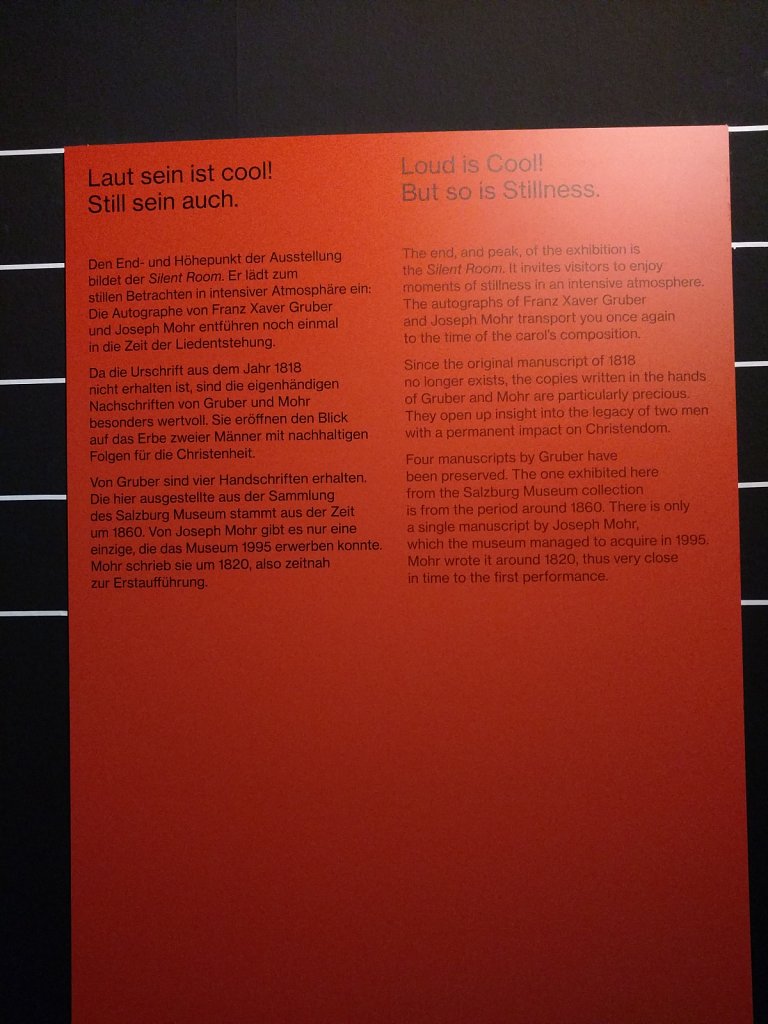 Laut sein ist cool!
Still sein auch.
Den End- und Höhepunkt der Ausstellung
bildet der Silent Room. Er lädt zum
stillen Betrachten in intensiver Atmosphäre ein:
Die Autographe von Franz Xaver Gruber
und Joseph Mohr entführen noch einmal
in die Zeit der Liedentstehung.
Da die Urschrift aus dem Jahr 1818
nicht erhalten ist, sind die eigenhändigen
Nachschriften von Gruber und Mohr
besonders wertvoll. Sie eröffnen den Blick
auf das Erbe zweier Männer mit nachhaltigen
Folgen für die Christenheit.
Von Gruber sind vier Handschriften erhalten.
Die hier ausgestellte aus der Sammlung
des Salzburg Museum stammt aus der Zeit
um 1860. Von Joseph Mohr gibt es nur eine
einzige, die das Museum 1995 erwerben konnte.
Mohr schrieb sie um 1820, also zeitnah
zur Erstaufführung.
Loud is Cool!
But so is Stillness.
The end, and peak, of the exhibition is
the Silent Room. It invites visitors to enjoy
moments of stillness in an intensive atmosphere.
The autographs of Franz Xaver Gruber
and Joseph Mohr transport you once again
to the time of the carol's composition.
Since the original manuscript of 1818
no longer exists, the copies written in the hands
of Gruber and Mohr are particularly precious.
They open up insight into the legacy of two men
with a permanent impact on Christendom.
Four manuscripts by Gruber have
been preserved. The one exhibited here
from the Salzburg Museum collection
is from the period around 1860. There is only
a single manuscript by Joseph Mohr,
which the museum managed to acquire in 1995.
Mohr wrote it around 1820, thus very close
in time to the first performance.